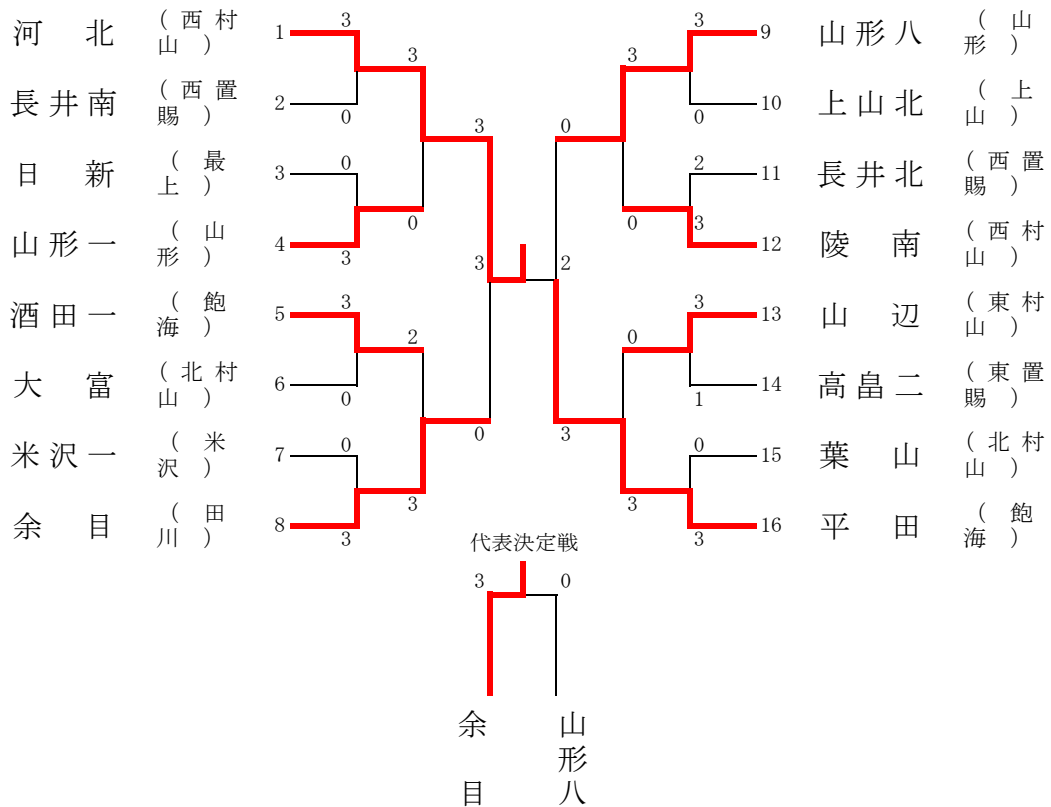 河北 (西村山) 1 3
長井南 (西置賜) 2 0
日新 (最上) 3 0
山形一 (山形) 4 3
酒田一 (飽海) 5 3
大富 (北村山) 6 0
米沢一 (米沢) 7 0
余目 (田川) 8 3
3
0
2
3
3
0
3 2
0
3
3
0
0
3
3 9 山形八 (山形)
0 10 上山北 (上山)
2 11 長井北 (西置賜)
3 12 陵南 (西村山)
3 13 山辺 (東村山)
1 14 高畠二 (東置賜)
0 15 葉山 (北村山)
3 16 平田 (飽海)
代表決定戦
3 0
余目
山形八